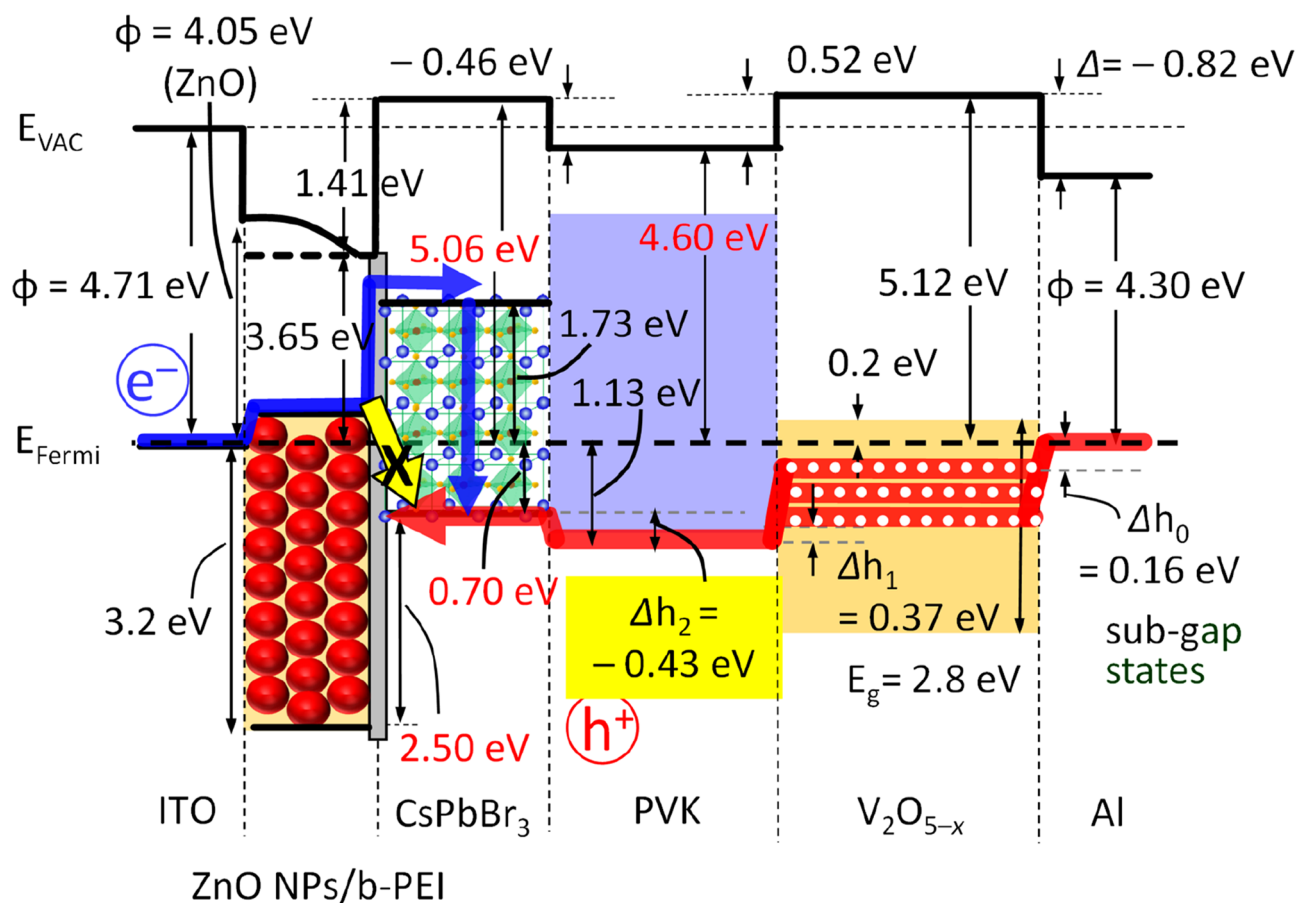 ϕ = 4.05 eV
(ZnO)
– 0.46 eV
0.52 eV
Δ= – 0.82 eV
EVAC
1.41 eV
5.06 eV
4.60 eV
ϕ = 4.71 eV
5.12 eV
ϕ = 4.30 eV
3.65 eV
1.73 eV
0.2 eV
e–
1.13 eV
EFermi
X
Δh0
= 0.16 eV
0.70 eV
Δh1
= 0.37 eV
3.2 eV
Δh2 =
– 0.43 eV
sub-gap
states
Eg= 2.8 eV
h+
2.50 eV
ITO
CsPbBr3
PVK
V2O5–x
Al
ZnO NPs/b-PEI